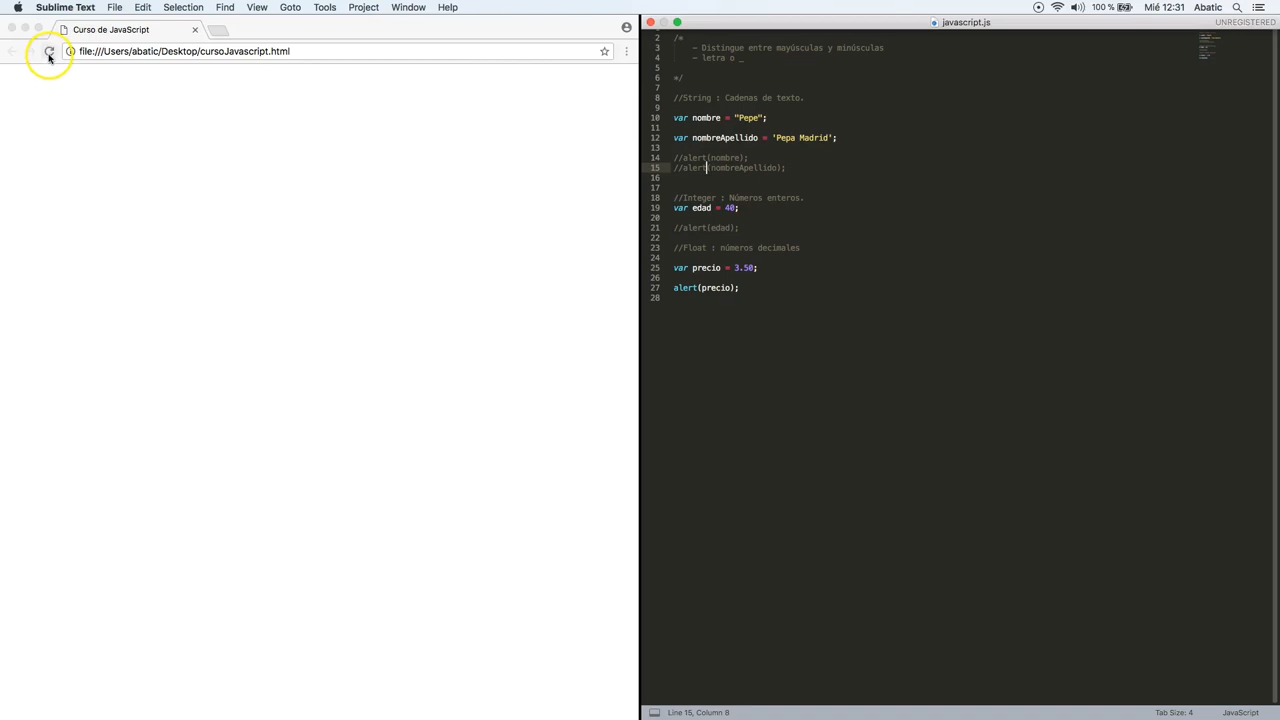 Sublime Text File Edit Selection Find View Goto Tools Project Window Help 100 % Mié 12:31 Abatic
Curso de JavaScript
file:///Users/abatic/Desktop/cursoJavascript.html
javascript.js UNREGISTERED
2 /*
3 - Distingue entre mayúsculas y minúsculas
4 - letra o _
5
6 */
7
8 //String : Cadenas de texto.
9
10 var nombre = "Pepe";
11
12 var nombreApellido = 'Pepa Madrid';
13
14 //alert(nombre);
15 //alert(nombreApellido);
16
17
18 //Integer : Números enteros.
19 var edad = 40;
20
21 //alert(edad);
22
23 //Float : números decimales
24
25 var precio = 3.50;
26
27 alert(precio);
28
Line 15, Column 8 Tab Size: 4 JavaScript